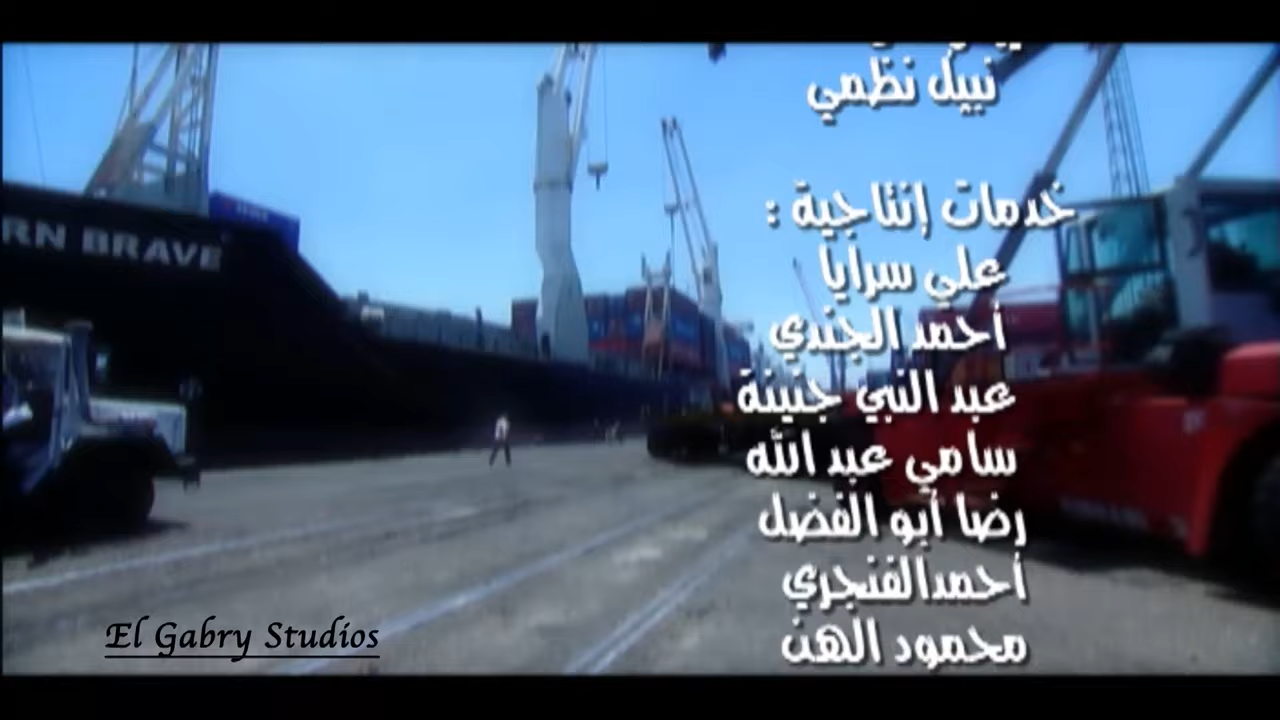 نبيل نظمي
خدمات إنتاجية :
علي سرايا
أحمد الجندي
عبد النبي جنينة
سامي عبد الله
رضا أبو الفضل
أحمدالفنجري
محمود الهن
RN BRAVE
El Gabry Studios